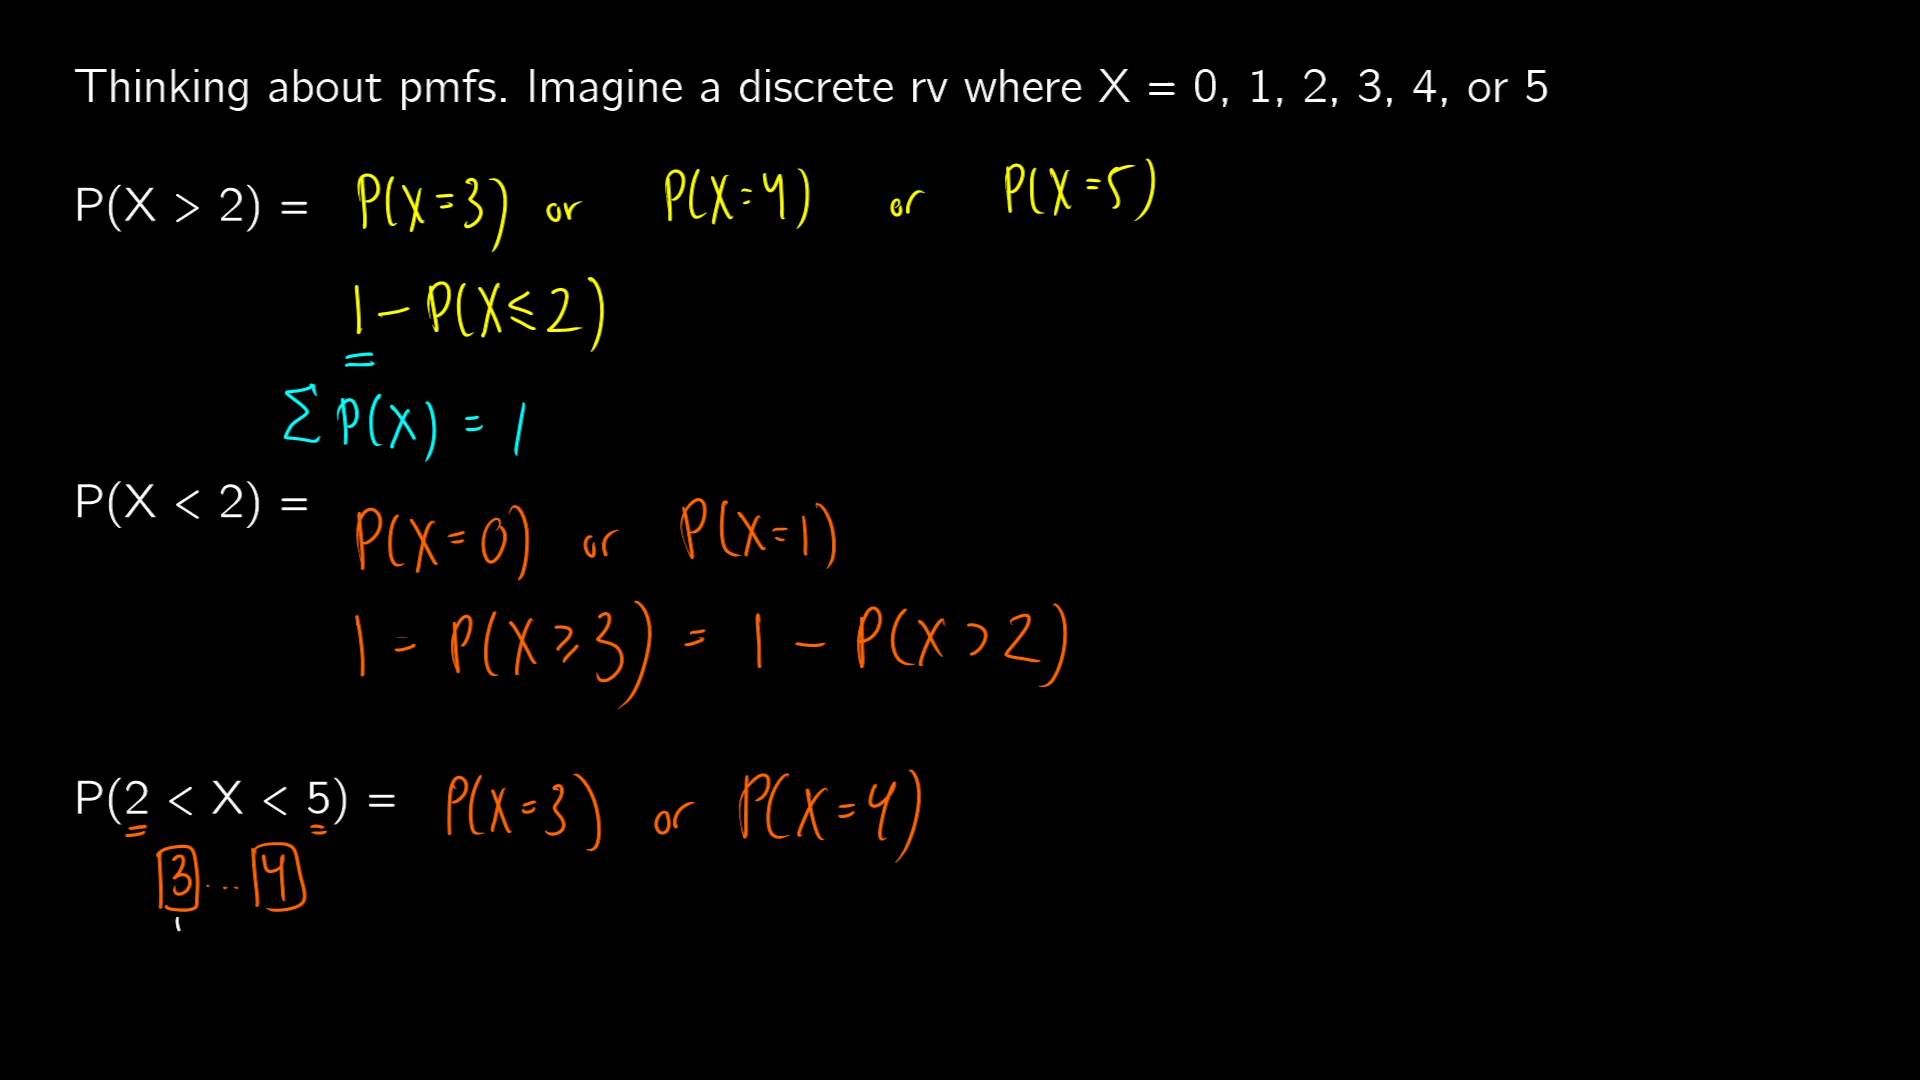 Thinking about pmfs. Imagine a discrete rv where X = 0, 1, 2, 3, 4, or 5
P(X > 2) = P(X=3) or P(X=4) or P(X=5)
1 - P(X≤2)
Σ P(X) = 1
P(X < 2) = P(X=0) or P(X=1)
1 - P(X≥3) = 1 - P(X>2)
P(2 < X < 5) = P(X=3) or P(X=4)
3 ... 4